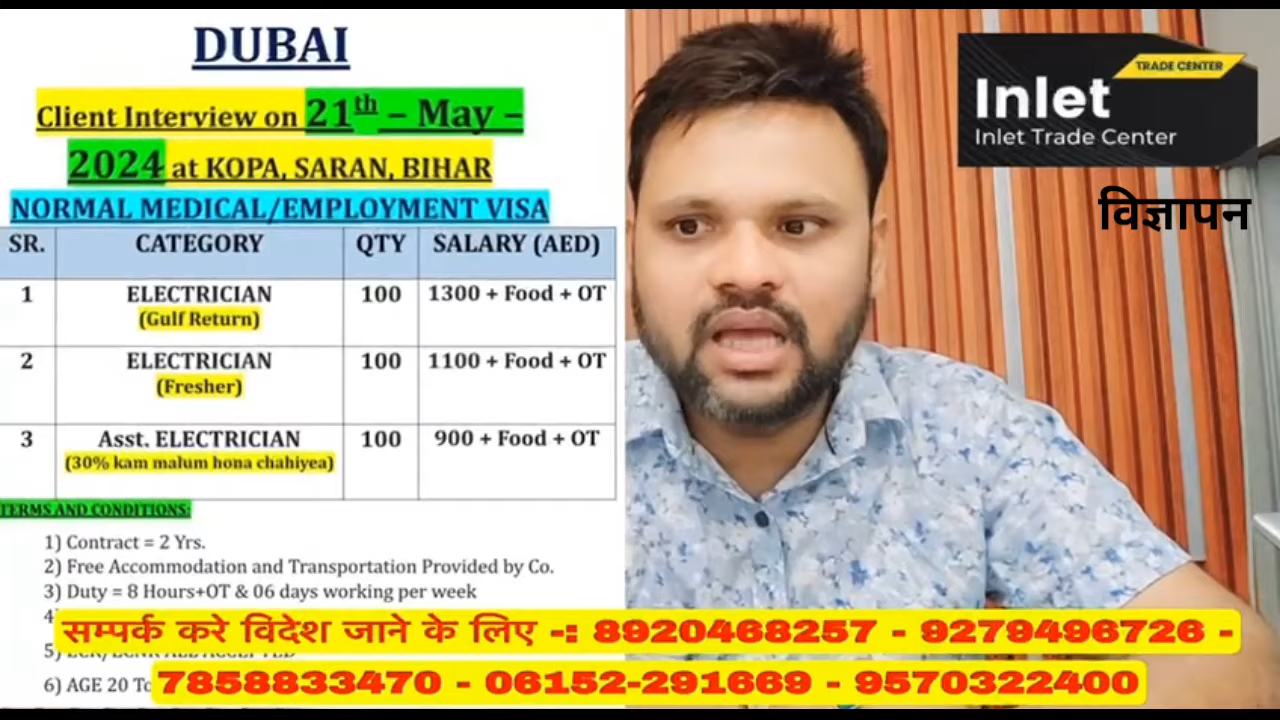 DUBAI
Client Interview on 21th – May –
2024 at KOPA, SARAN, BIHAR
NORMAL MEDICAL/EMPLOYMENT VISA
SR. CATEGORY QTY SALARY (AED)
1 ELECTRICIAN 100 1300 + Food + OT
(Gulf Return)
2 ELECTRICIAN 100 1100 + Food + OT
(Fresher)
3 Asst. ELECTRICIAN 100 900 + Food + OT
(30% kam malum hona chahiyea)
TERMS AND CONDITIONS:
1) Contract = 2 Yrs.
2) Free Accommodation and Transportation Provided by Co.
3) Duty = 8 Hours+OT & 06 days working per week
5)
6) AGE 20 To
TRADE CENTER
Inlet
Inlet Trade Center
विज्ञापन
सम्पर्क करे विदेश जाने के लिए -: 8920468257 - 9279496726 -
7858833470 - 06152-291669 - 9570322400